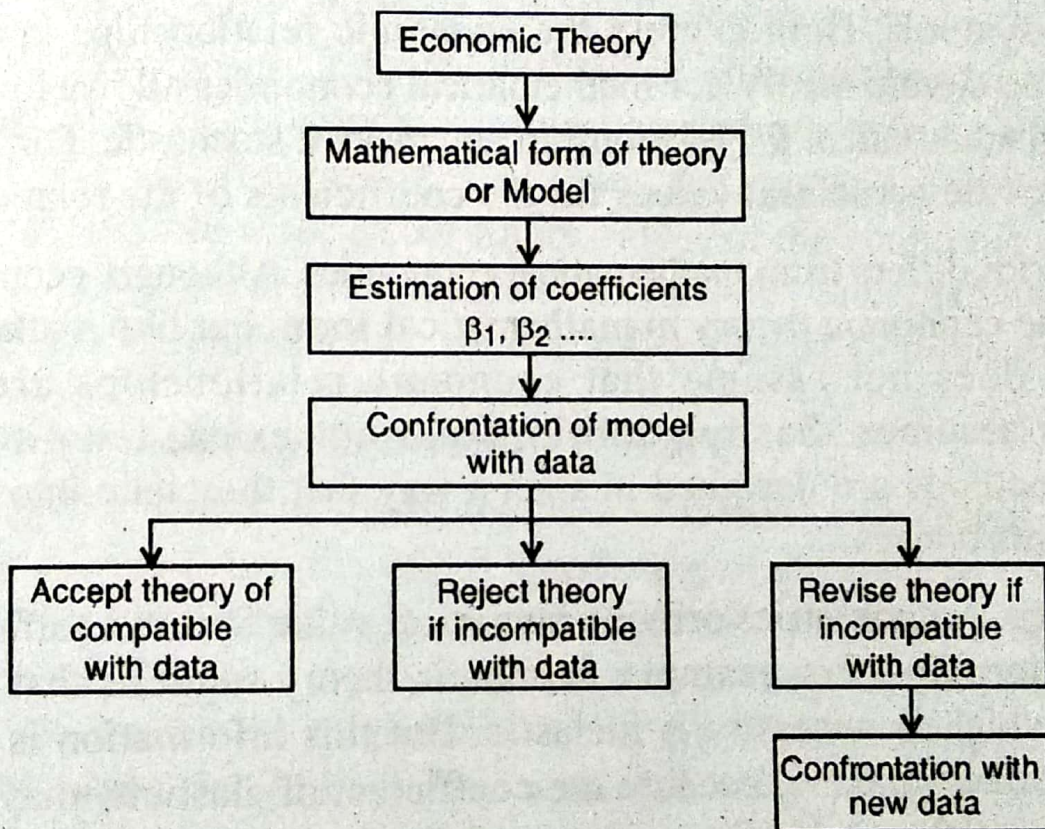 Economic Theory
Mathematical form of theory
or Model
Estimation of coefficients
β1, β2 ....
Confrontation of model
with data
Accept theory of
compatible
with data
Reject theory
if incompatible
with data
Revise theory if
incompatible
with data
Confrontation with
new data